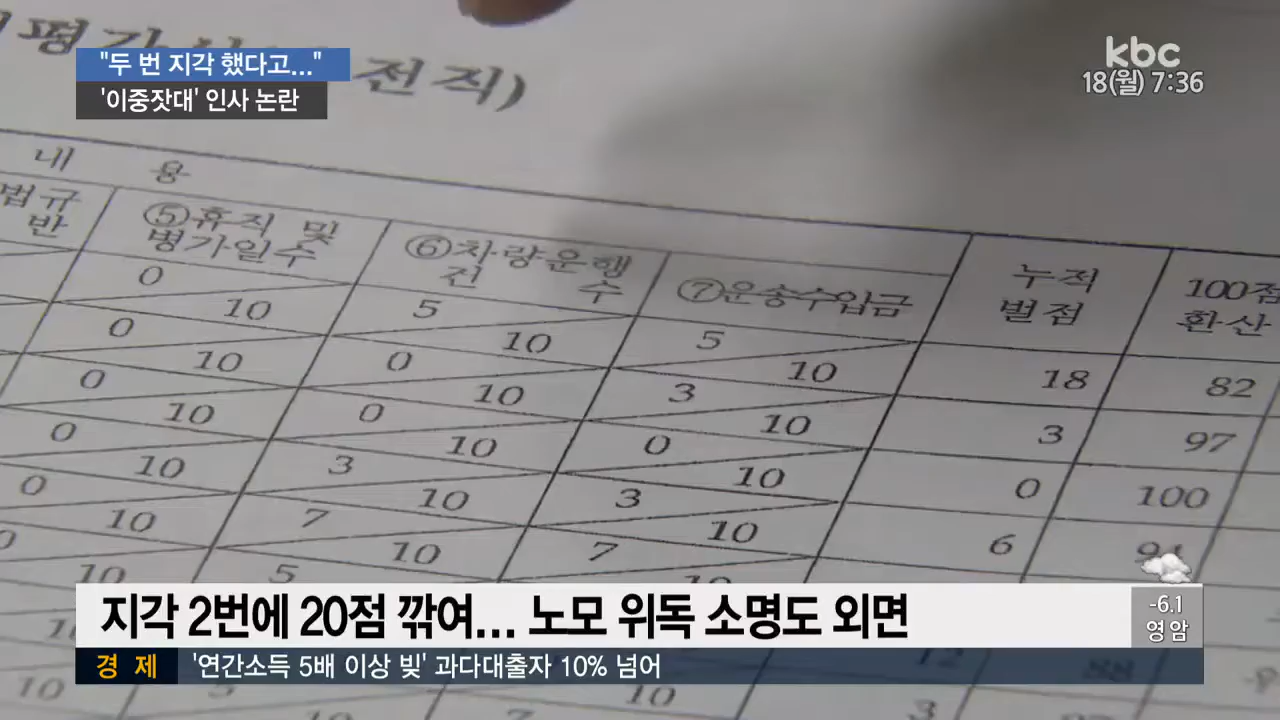 "두 번 지각 했다고..."
'이중잣대' 인사 논란
kbc
18(월) 7:36
전직)
내 용
법규
반
⑤휴직 및
병가일수
⑥차량운행
전 수
⑦운송수입금
누적
벌점
100점
환산
0 10 5 10 5 10 18 82
0 10 0 10 3 10 3 97
0 10 0 10 0 10 0 100
0 10 3 10 3 10 6
0 10 7 10 7
10 5
지각 2번에 20점 깎여... 노모 위독 소명도 외면
-6.1
영암
경 제 '연간소득 5배 이상 빚' 과다대출자 10% 넘어
12 88
10 10 3